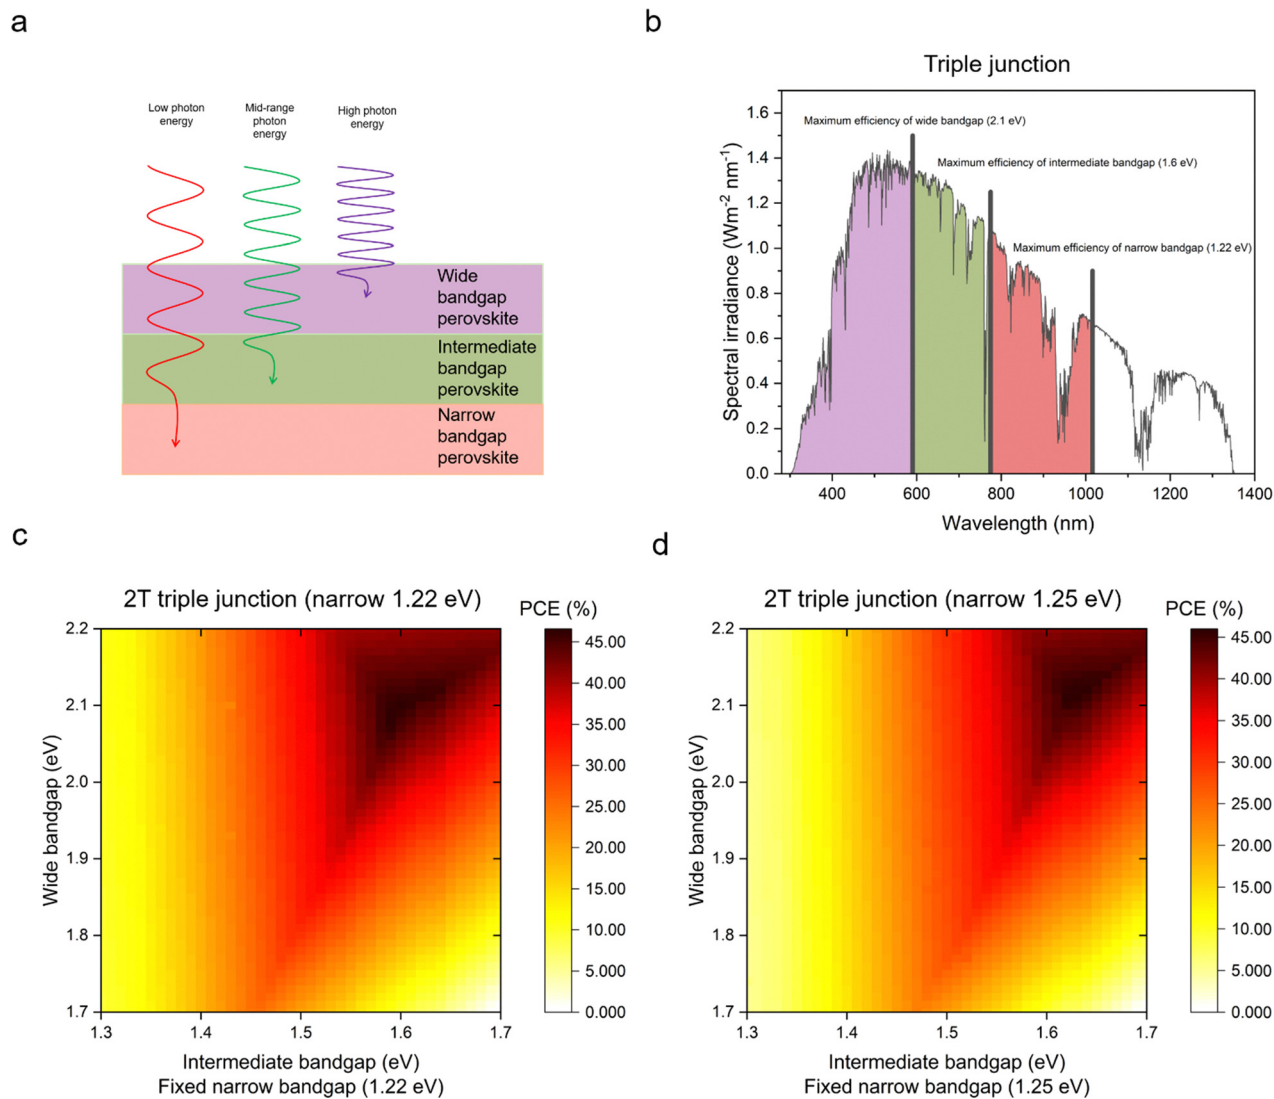 a
Low photon
energy
Mid-range
photon
energy
High photon
energy
Wide
bandgap
perovskite
Intermediate
bandgap
perovskite
Narrow
bandgap
perovskite
b
Triple junction
Maximum efficiency of wide bandgap (2.1 eV)
Maximum efficiency of intermediate bandgap (1.6 eV)
Maximum efficiency of narrow bandgap (1.22 eV)
Spectral irradiance (Wm-2 nm-1)
1.6
1.4
1.2
1.0
0.8
0.6
0.4
0.2
0.0
400 600 800 1000 1200 1400
Wavelength (nm)
c
2T triple junction (narrow 1.22 eV)
PCE (%)
Wide bandgap (eV)
2.2
2.1
2.0
1.9
1.8
1.7
1.3 1.4 1.5 1.6 1.7
45.00
40.00
35.00
30.00
25.00
20.00
15.00
10.00
5.000
0.000
Intermediate bandgap (eV)
Fixed narrow bandgap (1.22 eV)
d
2T triple junction (narrow 1.25 eV)
PCE (%)
Wide bandgap (eV)
2.2
2.1
2.0
1.9
1.8
1.7
1.3 1.4 1.5 1.6 1.7
45.00
40.00
35.00
30.00
25.00
20.00
15.00
10.00
5.000
0.000
Intermediate bandgap (eV)
Fixed narrow bandgap (1.25 eV)